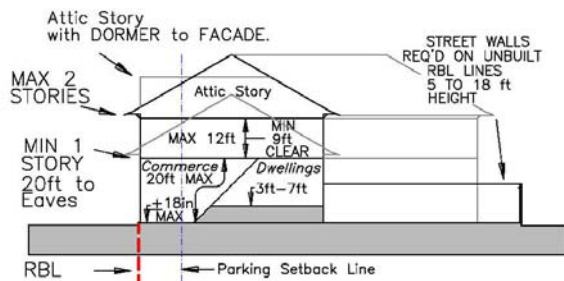 Attic Story
with DORMER to FACADE.
STREET WALLS
REQ'D ON UNBUILT
RBL LINES
5 TO 18 ft
HEIGHT
MAX 2
STORIES
Attic Story
MAX 12ft
MIN
9ft
CLEAR
MIN 1
STORY
20ft to
Eaves
Commerce
20ft MAX
Dwellings
3ft-7ft
+18in
MAX
RBL
Parking Setback Line